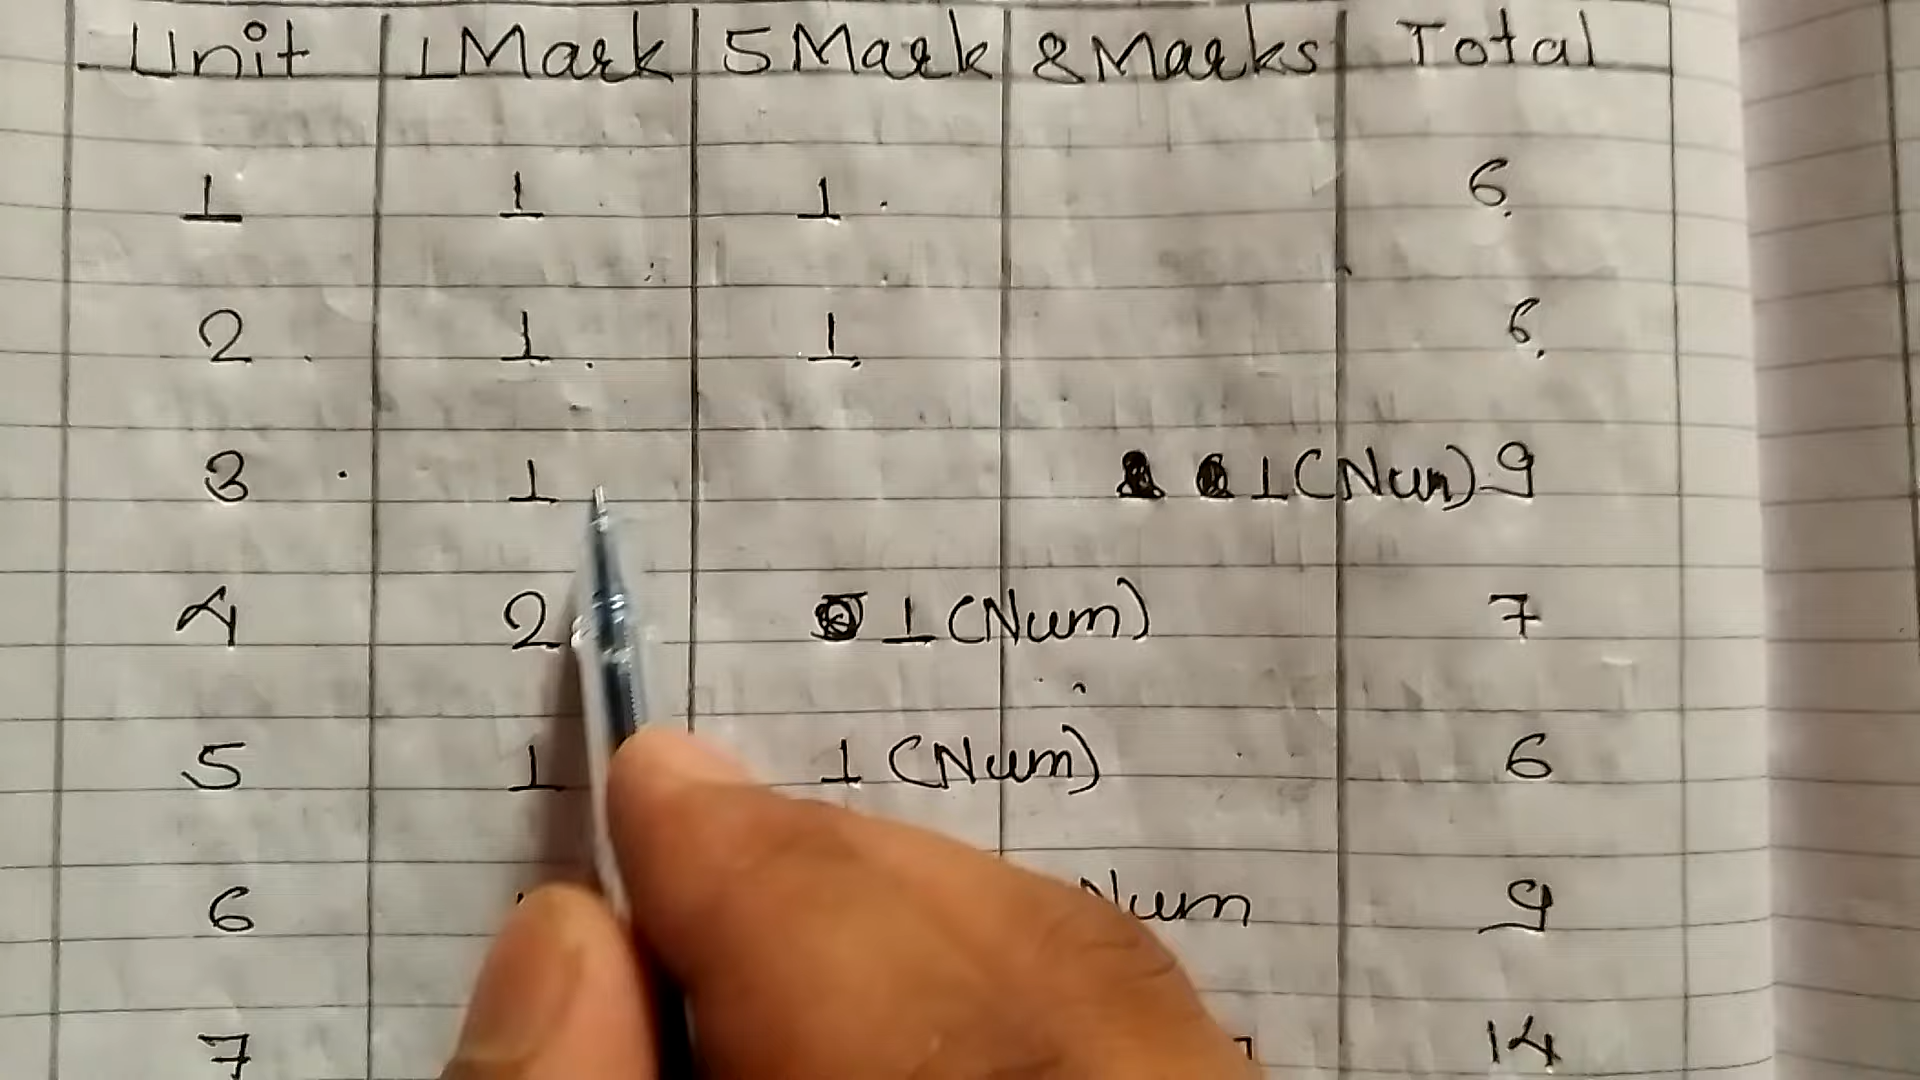 Unit 1Mark 5Mark 8Marks Total
1 1 1 6
2 1 1 6
3 1 1(Num) 9
4 2 1(Num) 7
5 1 1(Num) 6
6 Num 9
7 14